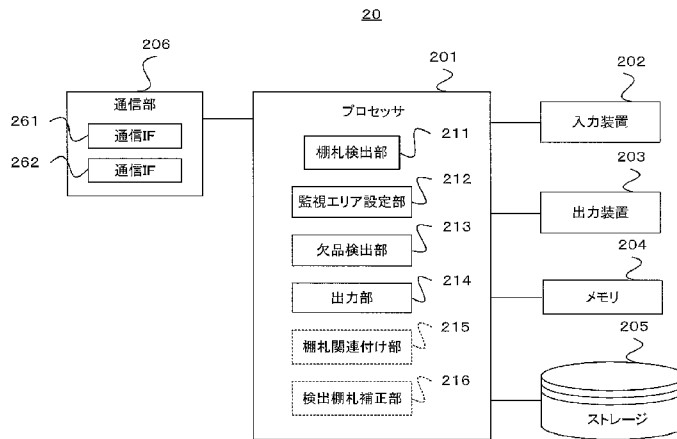 20
206
201
202
通信部
プロセッサ
入力装置
261
通信IF
262
通信IF
棚札検出部
211
監視エリア設定部
212
出力装置
203
欠品検出部
213
出力部
214
メモリ
204
棚札関連付け部
215
検出棚札補正部
216
ストレージ
205